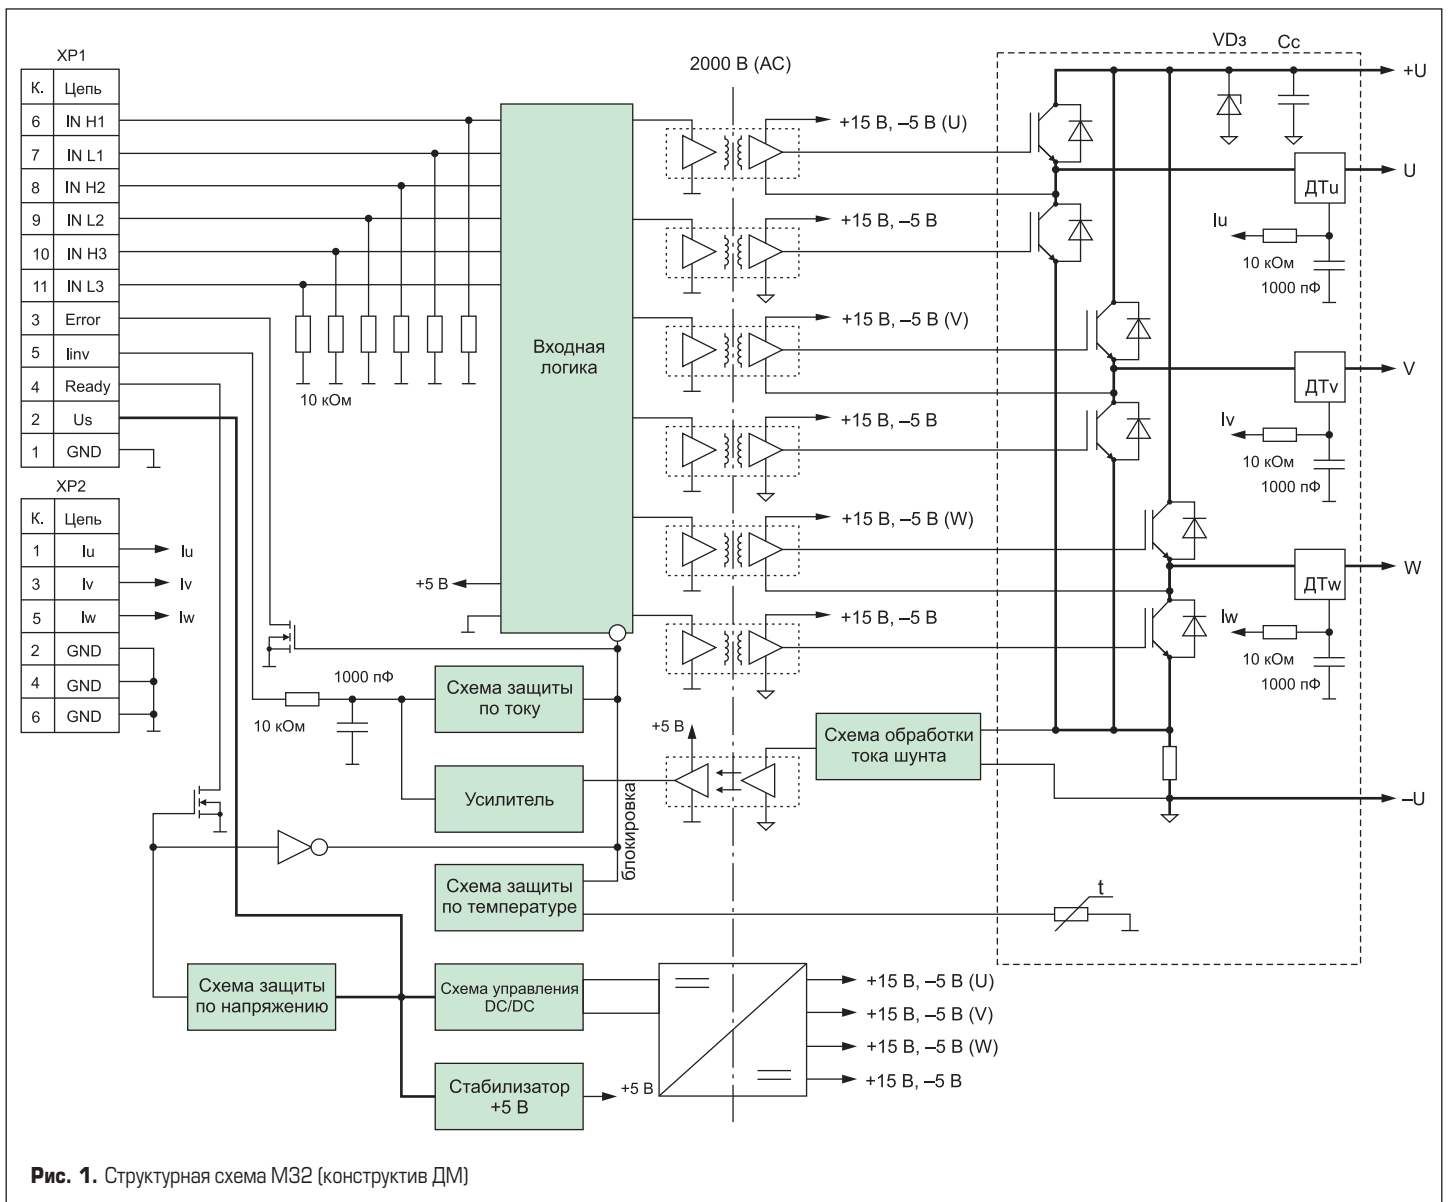 XP1
К. Цепь
6 IN H1
7 IN L1
8 IN H2
9 IN L2
10 IN H3
11 IN L3
3 Error
5 Iinv
4 Ready
2 Us
1 GND
XP2
К. Цепь
1 Iu
Iu
3 Iv
Iv
5 Iw
Iw
2 GND
4 GND
6 GND
10 кОм
Входная
логика
+5 В
2000 В (AC)
+15 В, –5 В (U)
+15 В, –5 В
+15 В, –5 В (V)
+15 В, –5 В
+15 В, –5 В (W)
+15 В, –5 В
VDз
Cc
+U
ДТu
U
Iu
10 кОм
1000 пФ
ДТv
V
Iv
10 кОм
1000 пФ
ДТw
W
Iw
10 кОм
1000 пФ
–U
t
1000 пФ
10 кОм
Схема защиты
по току
Усилитель
блокировка
+5 В
Схема обработки
тока шунта
Схема защиты
по температуре
Схема защиты
по напряжению
Схема управления
DC/DC
Стабилизатор
+5 В
+5 В
+15 В, –5 В (U)
+15 В, –5 В (V)
+15 В, –5 В (W)
+15 В, –5 В
Рис. 1. Структурная схема М32 (конструктив ДМ)